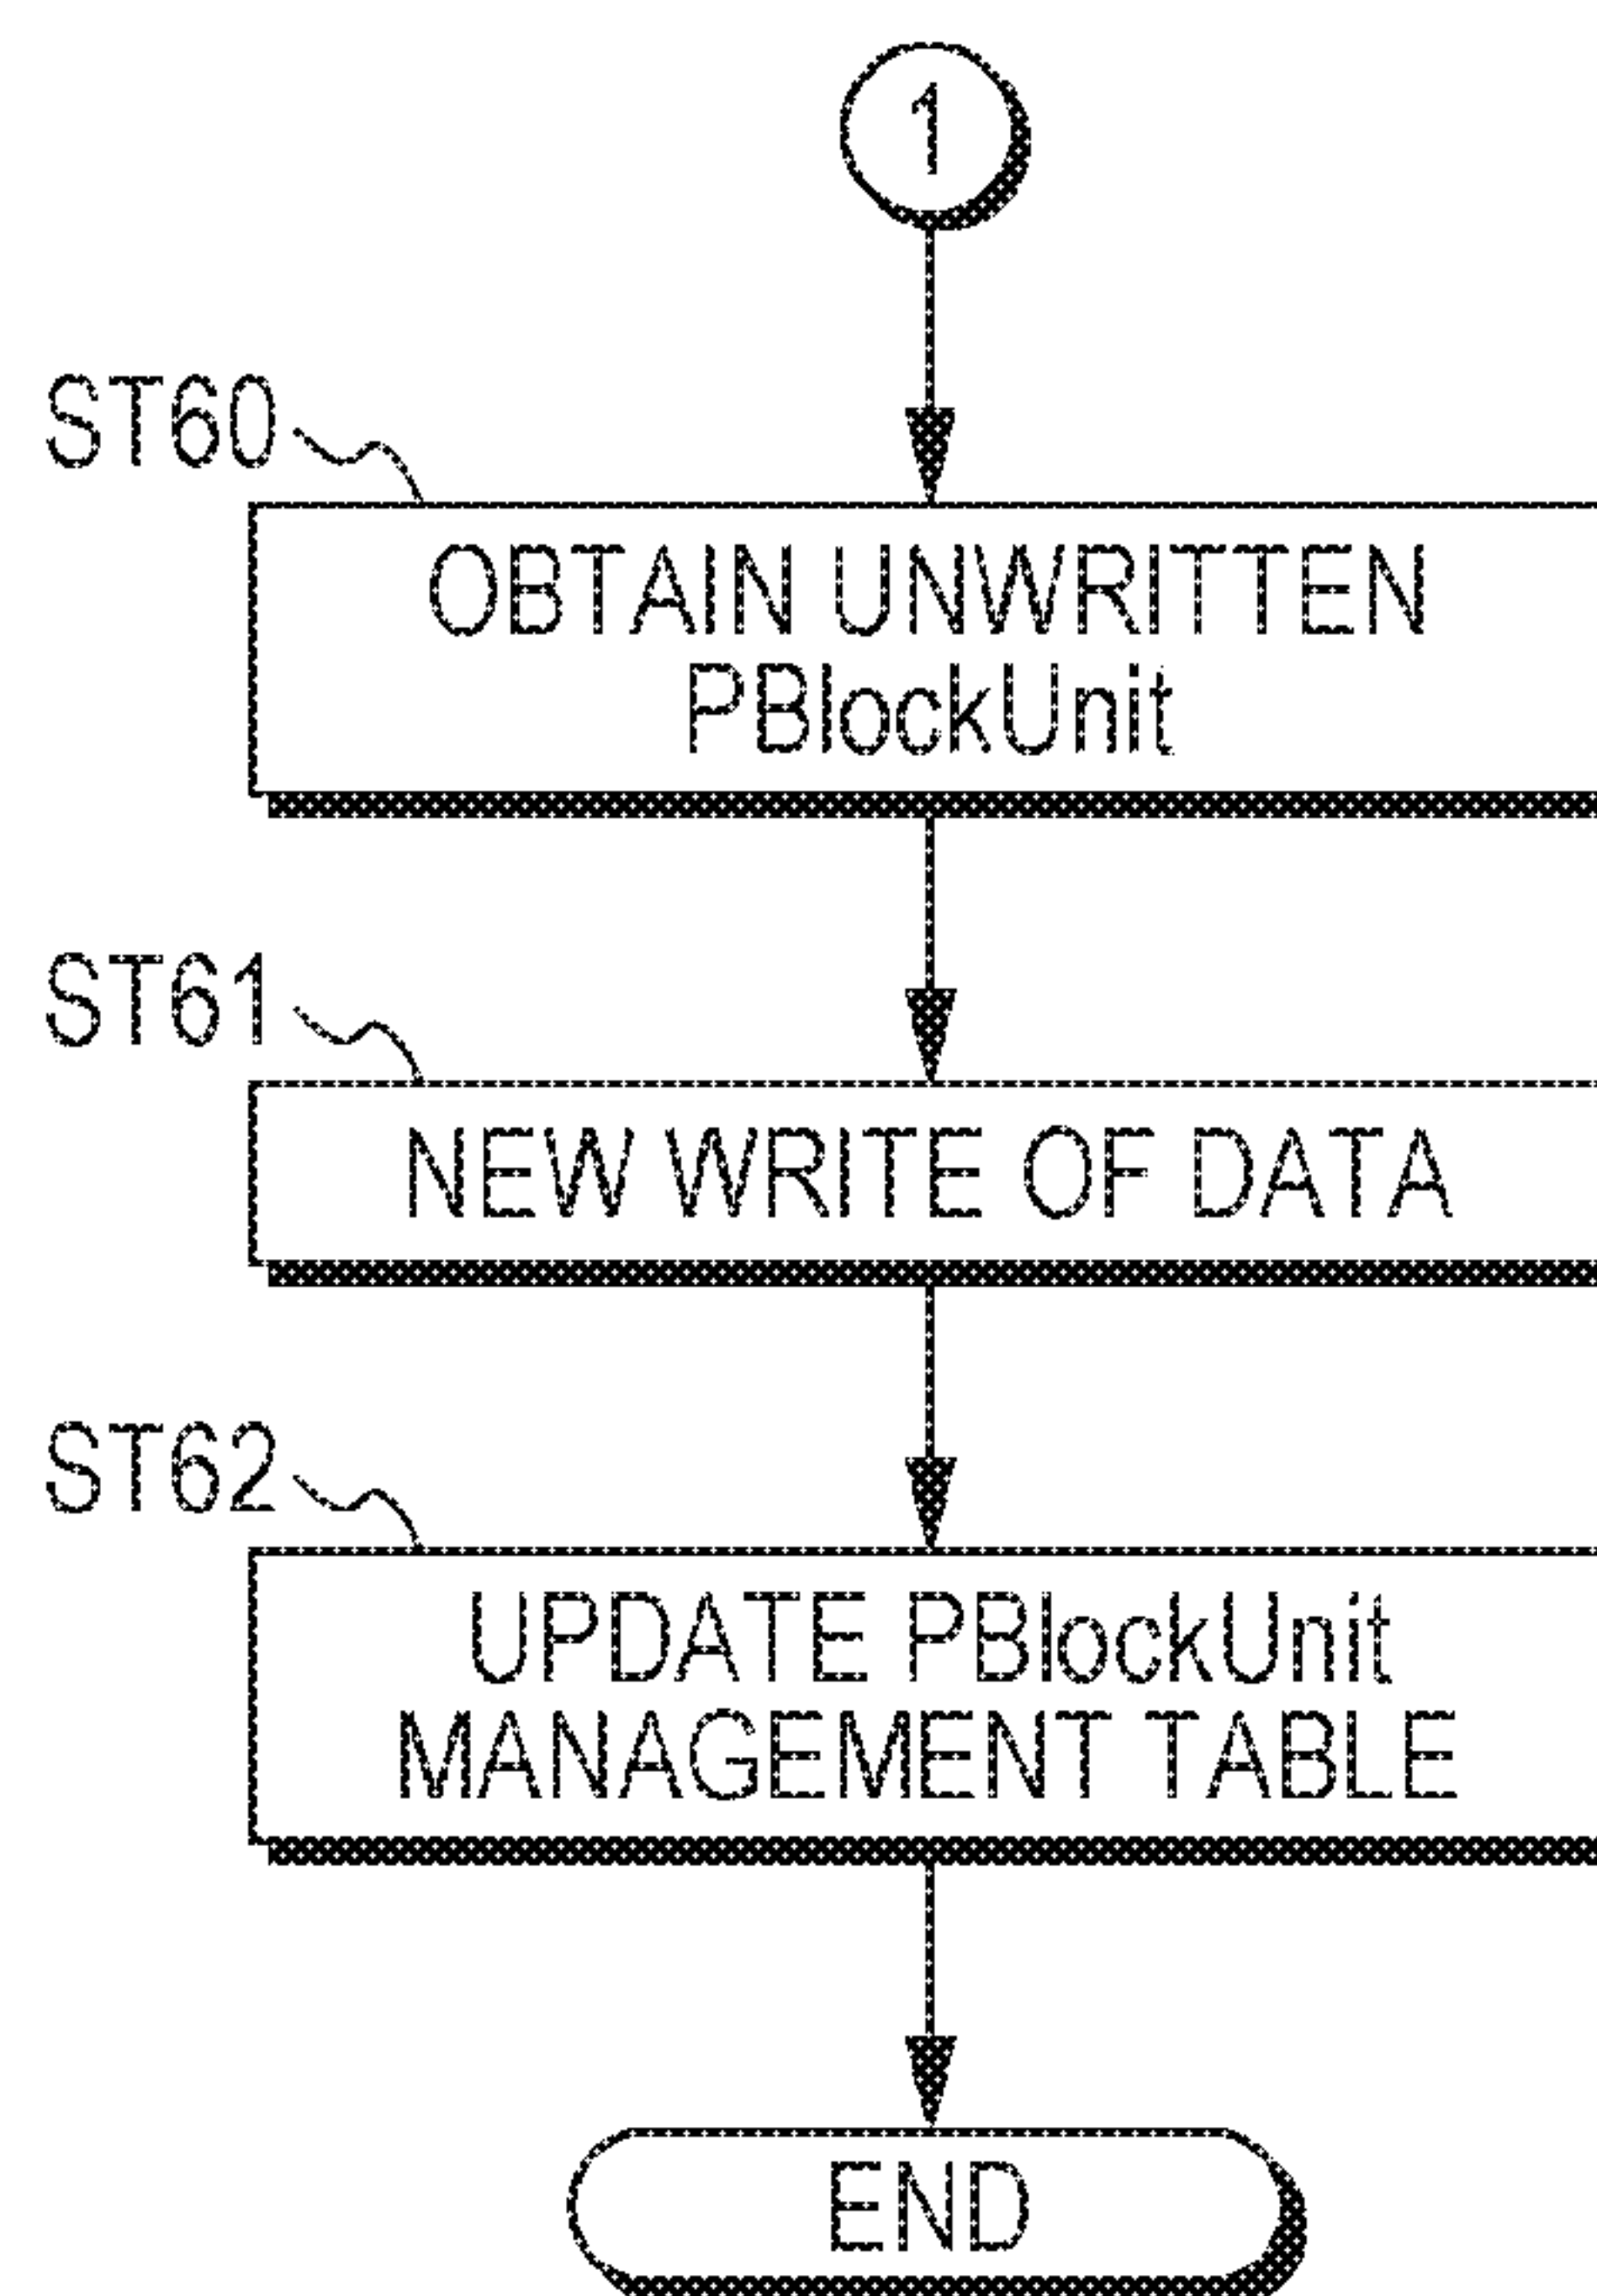 1
ST60
OBTAIN UNWRITTEN
PBlockUnit
ST61
NEW WRITE OF DATA
ST62
UPDATE PBlockUnit
MANAGEMENT TABLE
END